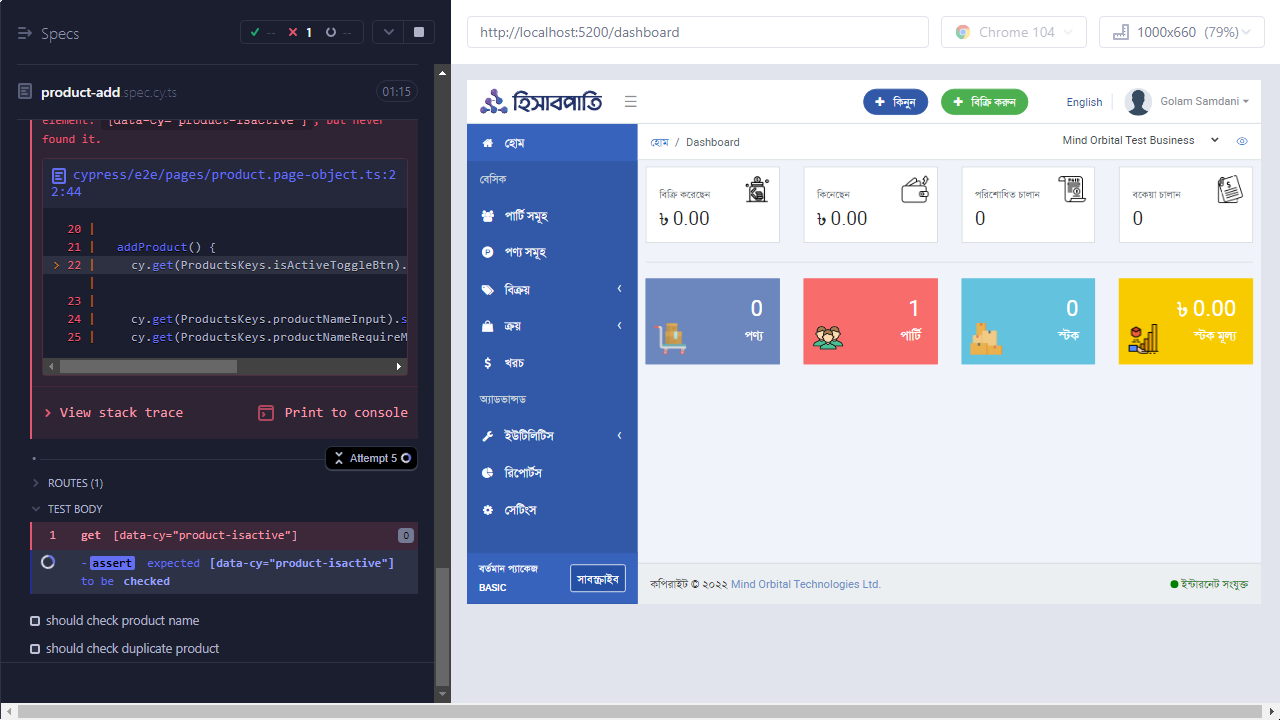 Specs
-- 1 --
product-add spec.cy.ts 01:15
element: [data-cy="product-isactive"], but never
found it.
cypress/e2e/pages/product.page-object.ts:2
2:44
20 |
21 | addProduct() {
> 22 | cy.get(ProductsKeys.isActiveToggleBtn).
|
23 |
24 | cy.get(ProductsKeys.productNameInput).s
25 | cy.get(ProductsKeys.productNameRequireM
View stack trace Print to console
Attempt 5
ROUTES (1)
TEST BODY
1 get [data-cy="product-isactive"] 0
- assert expected [data-cy="product-isactive"]
to be checked
should check product name
should check duplicate product
http://localhost:5200/dashboard
Chrome 104
1000x660 (79%)
হিসাবপাতি
কিনুন
বিক্রি করুন
English
Golam Samdani
হোম
বেসিক
পার্টি সমূহ
পণ্য সমূহ
বিক্রয়
ক্রয়
খরচ
অ্যাডভান্সড
ইউটিলিটিস
রিপোর্টস
সেটিংস
বর্তমান প্যাকেজ
BASIC
সাবস্ক্রাইব
হোম / Dashboard
Mind Orbital Test Business
বিক্রি করেছেন
৳ 0.00
কিনেছেন
৳ 0.00
পরিশোধিত চালান
0
বকেয়া চালান
0
0
পণ্য
1
পার্টি
0
স্টক
৳ 0.00
স্টক মূল্য
কপিরাইট © ২০২২ Mind Orbital Technologies Ltd.
ইন্টারনেট সংযুক্ত